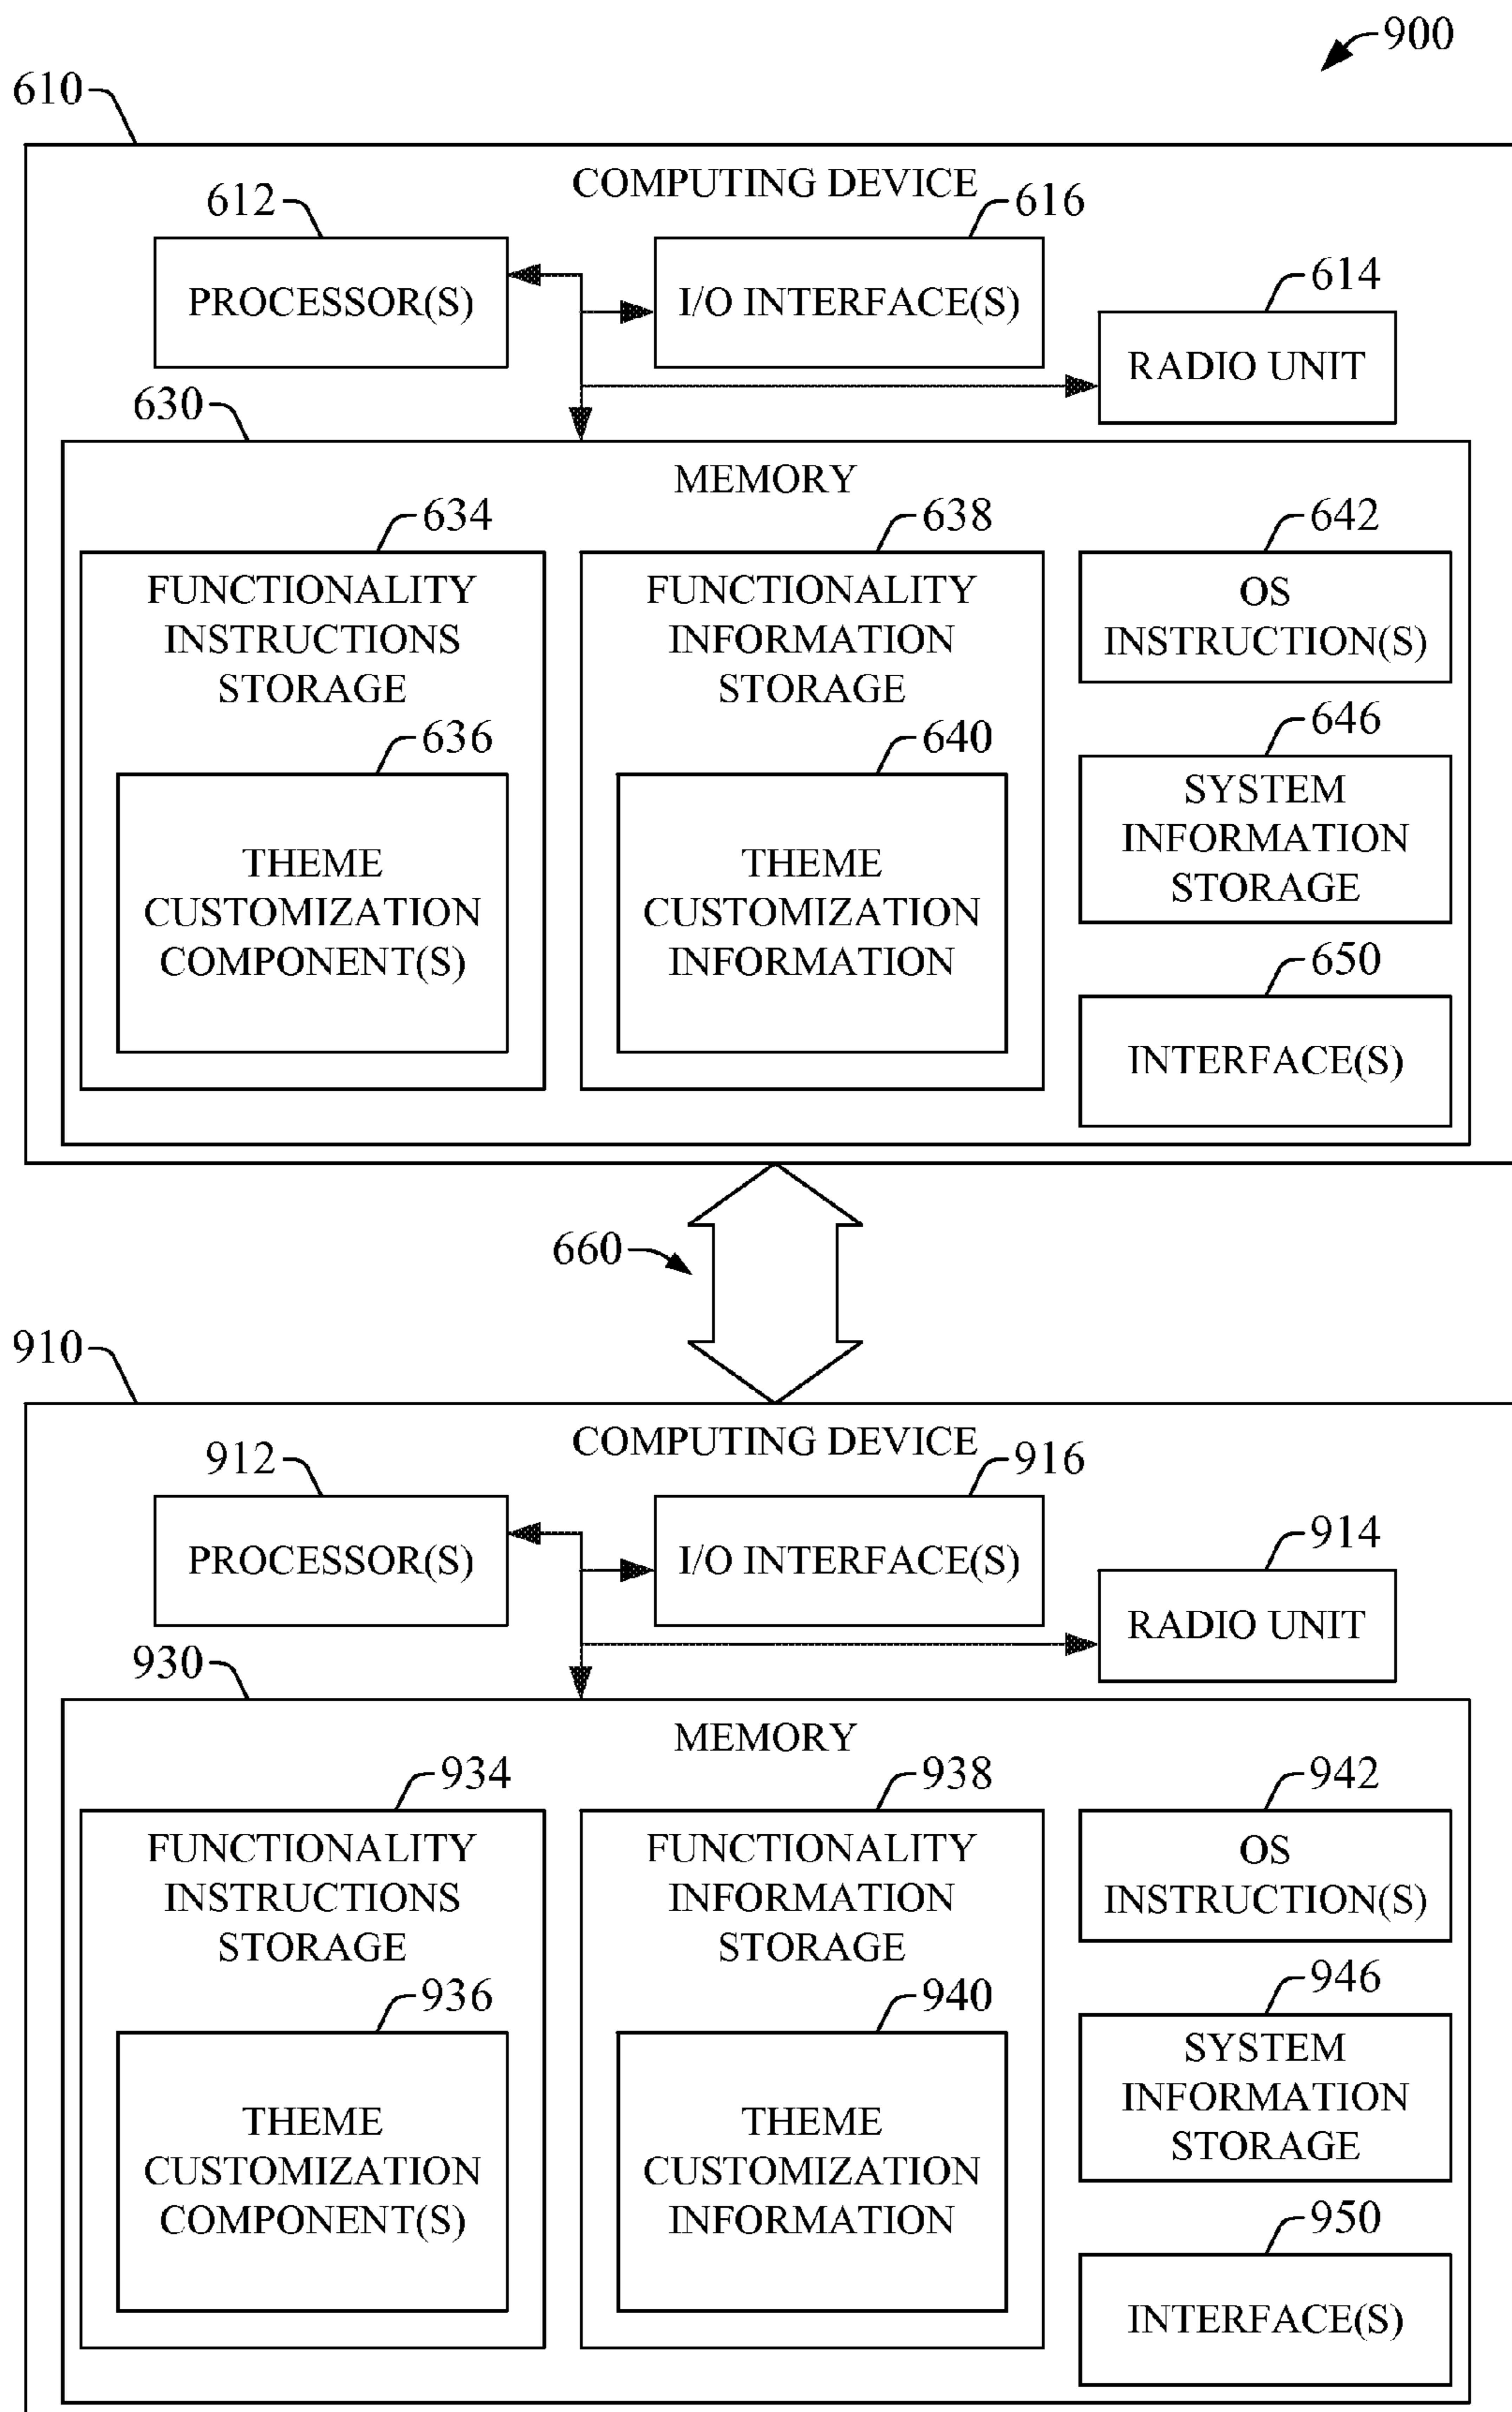 900
610
COMPUTING DEVICE
612
616
PROCESSOR(S)
I/O INTERFACE(S)
614
RADIO UNIT
630
MEMORY
634
638
642
FUNCTIONALITY
INSTRUCTIONS
STORAGE
FUNCTIONALITY
INFORMATION
STORAGE
OS
INSTRUCTION(S)
636
640
646
THEME
CUSTOMIZATION
COMPONENT(S)
THEME
CUSTOMIZATION
INFORMATION
SYSTEM
INFORMATION
STORAGE
650
INTERFACE(S)
660
910
COMPUTING DEVICE
912
916
PROCESSOR(S)
I/O INTERFACE(S)
914
RADIO UNIT
930
MEMORY
934
938
942
FUNCTIONALITY
INSTRUCTIONS
STORAGE
FUNCTIONALITY
INFORMATION
STORAGE
OS
INSTRUCTION(S)
936
940
946
THEME
CUSTOMIZATION
COMPONENT(S)
THEME
CUSTOMIZATION
INFORMATION
SYSTEM
INFORMATION
STORAGE
950
INTERFACE(S)